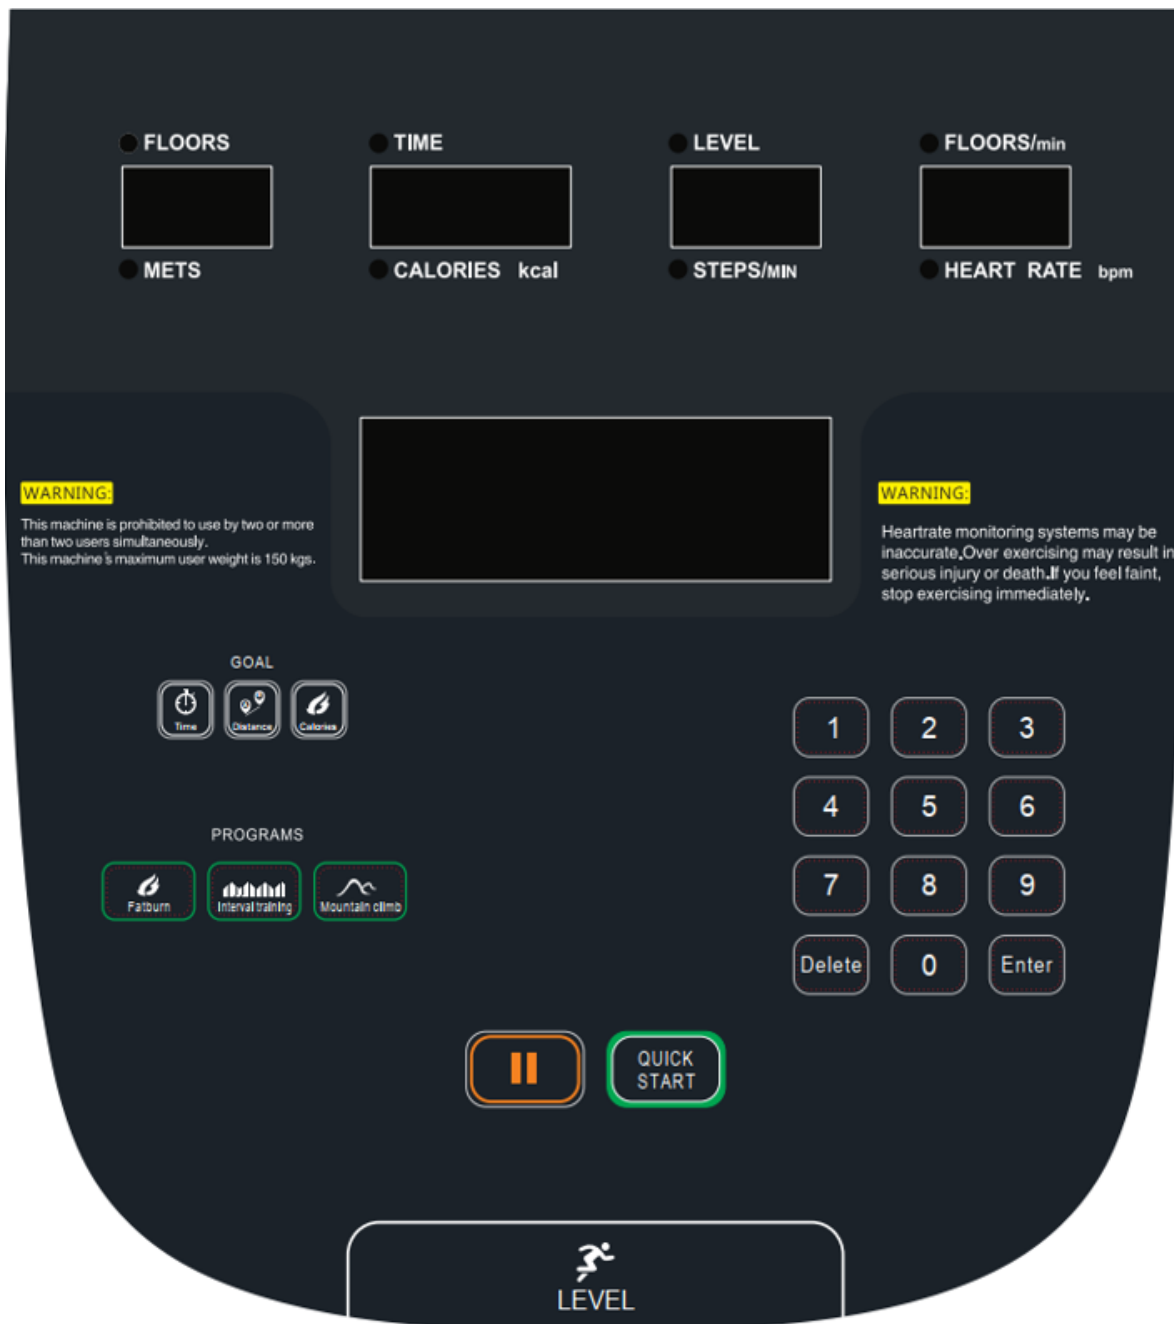 FLOORS
TIME
LEVEL
FLOORS/min
METS
CALORIES kcal
STEPS/MIN
HEART RATE bpm
WARNING:
This machine is prohibited to use by two or more
than two users simultaneously.
This machine's maximum user weight is 150 kgs.
WARNING:
Heartrate monitoring systems may be
inaccurate,Over exercising may result in
serious injury or death.If you feel faint,
stop exercising immediately.
GOAL
Time
Distance
Calories
PROGRAMS
Fatburn
Interval training
Mountain climb
1 2 3
4 5 6
7 8 9
Delete 0 Enter
QUICK
START
LEVEL